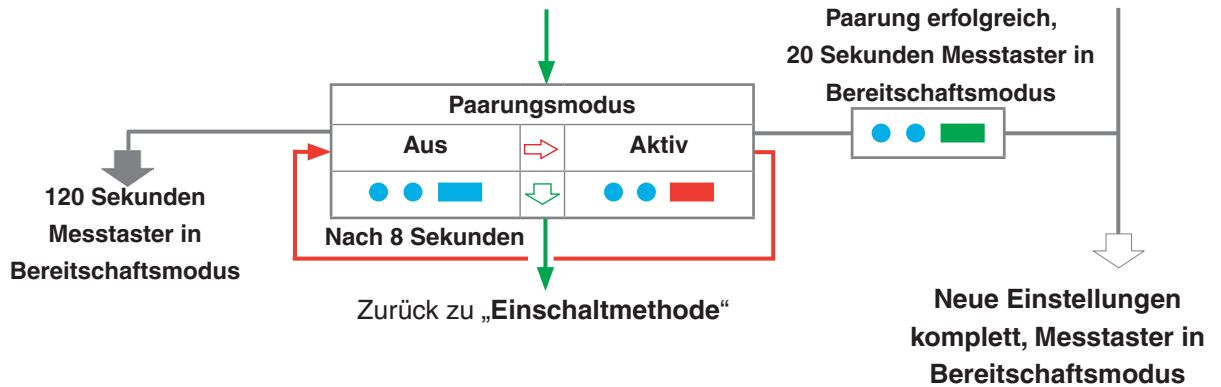 Paarung erfolgreich,
20 Sekunden Messtaster in
Bereitschaftsmodus
Paarungsmodus
Aus
Aktiv
120 Sekunden
Messtaster in
Bereitschaftsmodus
Nach 8 Sekunden
Zurück zu „Einschaltmethode“
Neue Einstellungen
komplett, Messtaster in
Bereitschaftsmodus